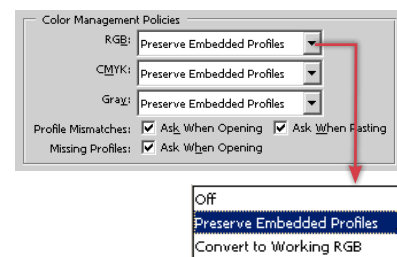 Color Management Policies
RGB: Preserve Embedded Profiles
CMYK: Preserve Embedded Profiles
Gray: Preserve Embedded Profiles
Profile Mismatches: Ask When Opening Ask When Pasting
Missing Profiles: Ask When Opening
Off
Preserve Embedded Profiles
Convert to Working RGB